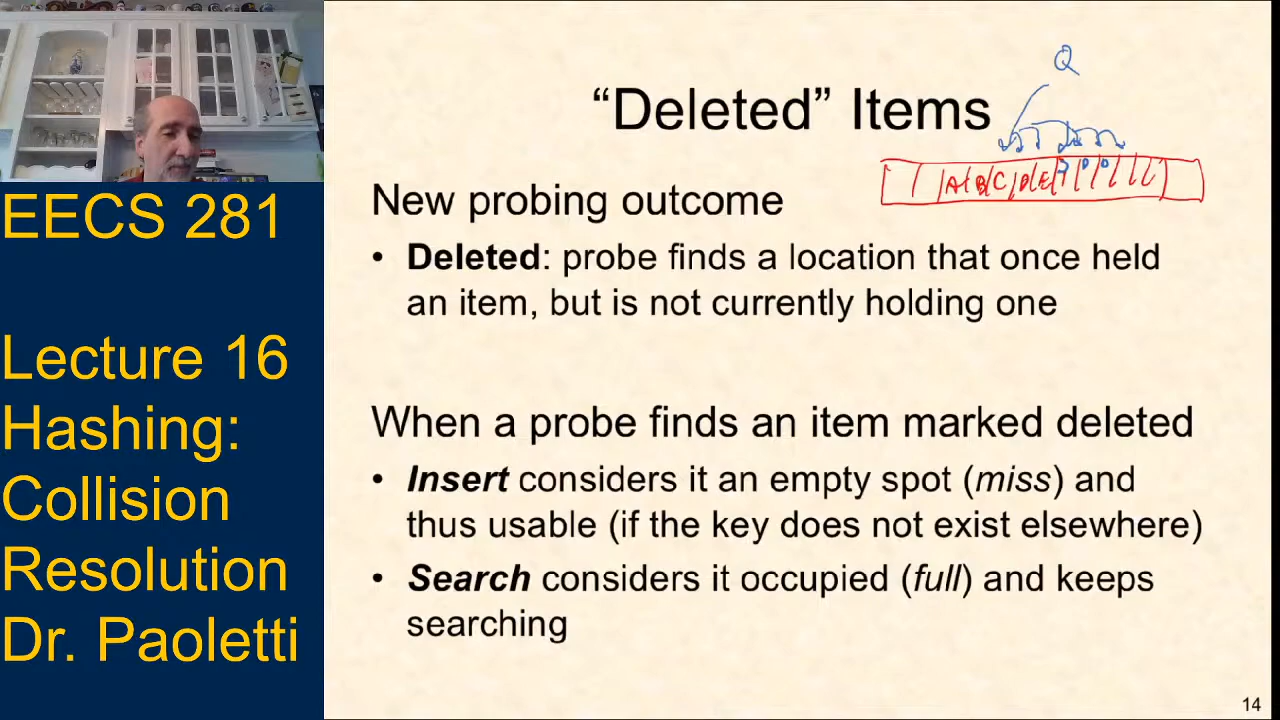 EECS 281
Lecture 16
Hashing:
Collision
Resolution
Dr. Paoletti
“Deleted” Items
Q
A B C D E
New probing outcome
• Deleted: probe finds a location that once held
an item, but is not currently holding one
When a probe finds an item marked deleted
• Insert considers it an empty spot (miss) and
thus usable (if the key does not exist elsewhere)
• Search considers it occupied (full) and keeps
searching
14